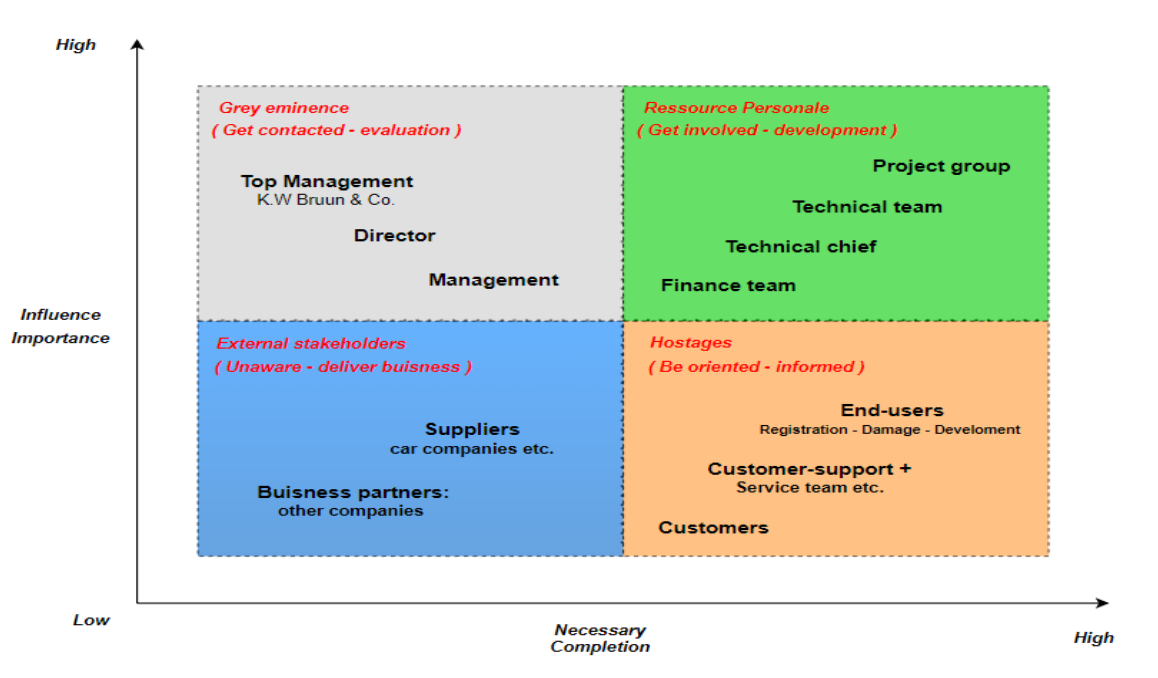 High
Grey eminence
( Get contacted - evaluation )
Top Management
K.W Bruun & Co.
Director
Management
Ressource Personale
( Get involved - development )
Project group
Technical team
Technical chief
Finance team
Influence
Importance
External stakeholders
( Unaware - deliver buisness )
Suppliers
car companies etc.
Buisness partners:
other companies
Hostages
( Be oriented - informed )
End-users
Registration - Damage - Develoment
Customer-support +
Service team etc.
Customers
Low
Necessary
Completion
High